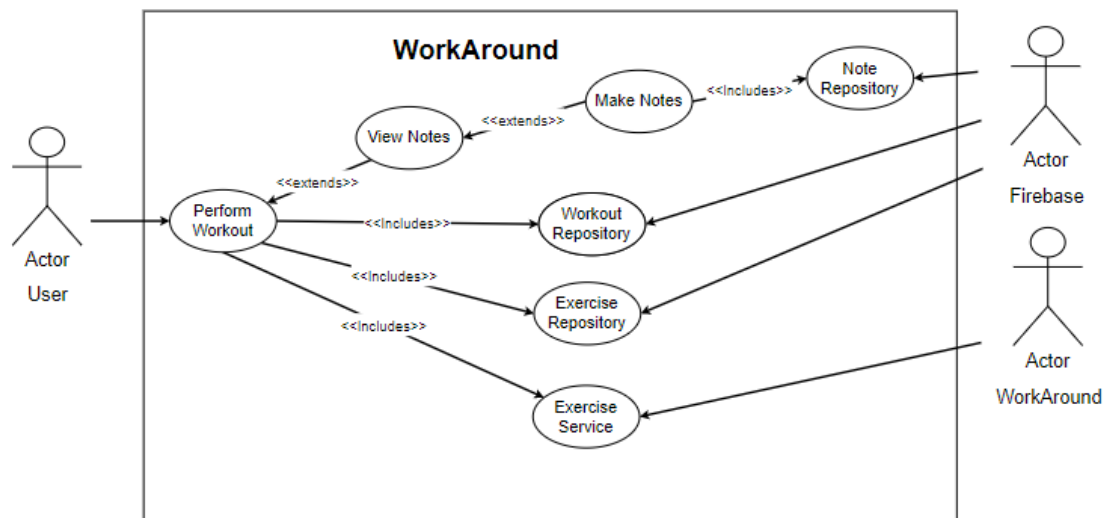 WorkAround
Note
Repository
Make Notes
<<Includes>>
<<extends>>
View Notes
<<extends>>
Perform
Workout
<<Includes>>
Workout
Repository
<<Includes>>
Exercise
Repository
<<Includes>>
Exercise
Service
Actor
User
Actor
Firebase
Actor
WorkAround